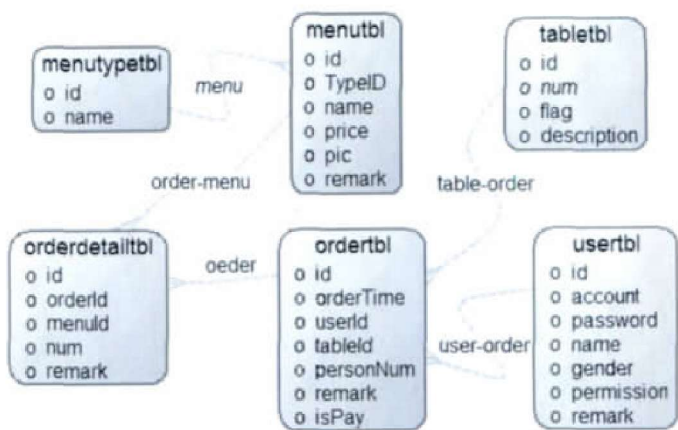 menutypetbl
o id
o name
menu
menutbl
o id
o TypeID
o name
o price
o pic
o remark
tabletbl
o id
o num
o flag
o description
order-menu
table-order
orderdetailtbl
o id
o orderId
o menuId
o num
o remark
oeder
ordertbl
o id
o orderTime
o userId
o tableId
o personNum
o remark
o isPay
user-order
usertbl
o id
o account
o password
o name
o gender
o permission
o remark